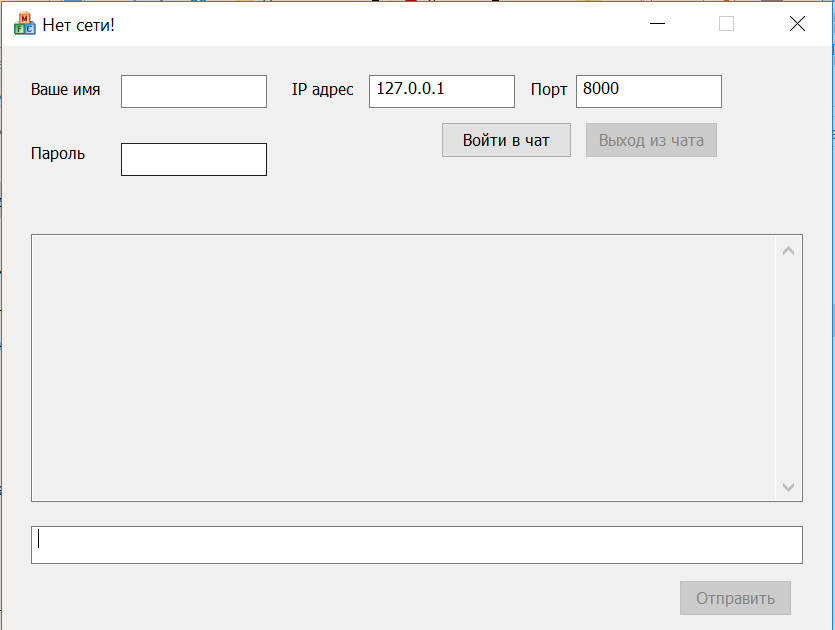 Нет сети!
Ваше имя IP адрес 127.0.0.1 Порт 8000
Войти в чат Выход из чата
Пароль
Отправить